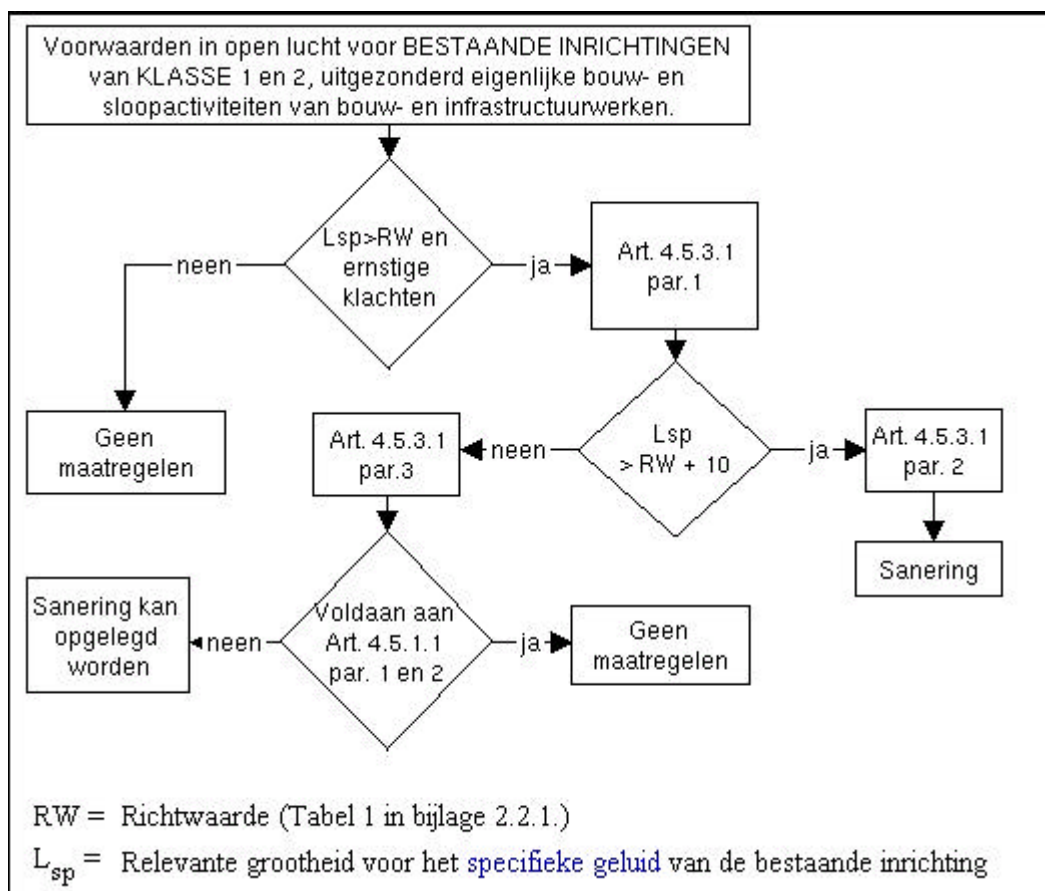 Voorwaarden in open lucht voor BESTAANDE INRICHTINGEN
van KLASSE 1 en 2, uitgezonderd eigenlijke bouw- en
sloopactiviteiten van bouw- en infrastructuurwerken.
Lsp>RW en
ernstige
klachten
neen
ja
Art. 4.5.3.1
par.1
Geen
maatregelen
Lsp
> RW + 10
neen
ja
Art. 4.5.3.1
par.3
Art. 4.5.3.1
par. 2
Sanering
Voldaan aan
Art. 4.5.1.1
par. 1 en 2
neen
ja
Sanering kan
opgelegd
worden
Geen
maatregelen
RW = Richtwaarde (Tabel 1 in bijlage 2.2.1.)
Lsp = Relevante grootheid voor het specifieke geluid van de bestaande inrichting